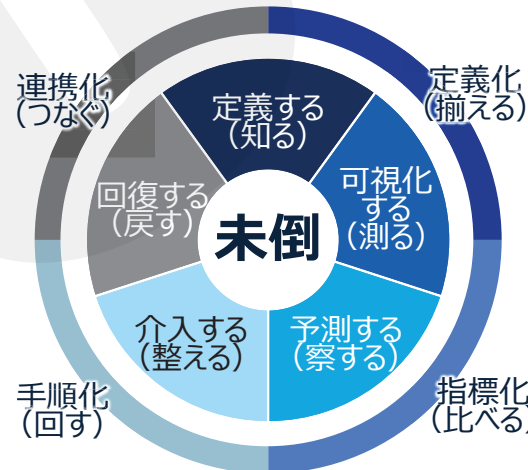 連携化
(つなぐ)
定義化
(揃える)
定義する
(知る)
可視化
する
(測る)
回復する
(戻す)
未倒
介入する
(整える)
予測する
(察する)
手順化
(回す)
指標化
(比べる)